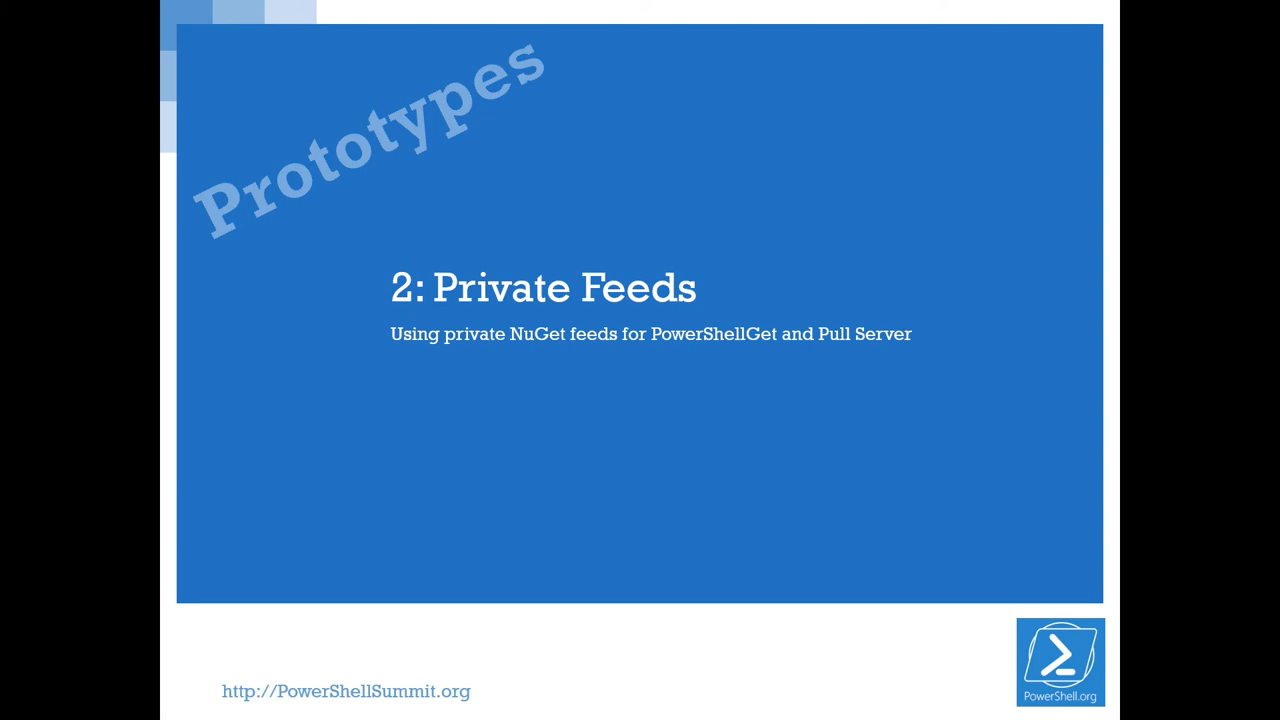 Prototypes
2: Private Feeds
Using private NuGet feeds for PowerShellGet and Pull Server
http://PowerShellSummit.org
PowerShell.org